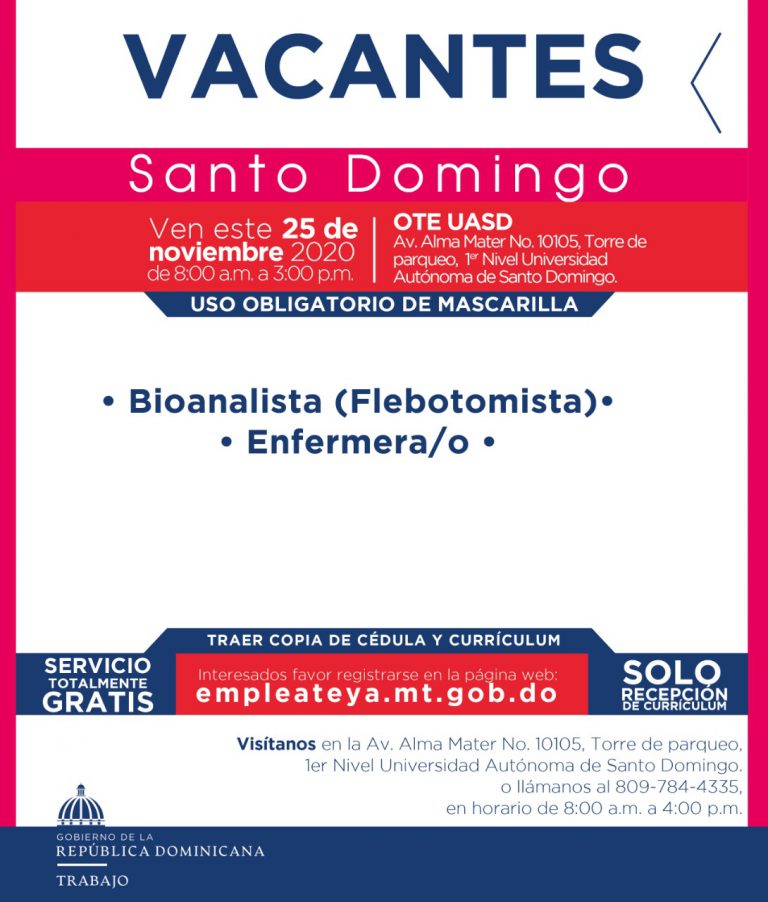 VACANTES
Santo Domingo
Ven este 25 de
noviembre 2020
de 8:00 a.m. a 3:00 p.m.
OTE UASD
Av. Alma Mater No. 10105, Torre de
parqueo, 1er Nivel Universidad
Autónoma de Santo Domingo.
USO OBLIGATORIO DE MASCARILLA
• Bioanalista (Flebotomista)•
• Enfermera/o •
TRAER COPIA DE CÉDULA Y CURRÍCULUM
SERVICIO
TOTALMENTE
GRATIS
Interesados favor registrarse en la página web:
empleateya.mt.gob.do
SOLO
RECEPCIÓN
DE CURRÍCULUM
Visítanos en la Av. Alma Mater No. 10105, Torre de parqueo,
1er Nivel Universidad Autónoma de Santo Domingo.
o llámanos al 809-784-4335,
en horario de 8:00 a.m. a 4:00 p.m.
GOBIERNO DE LA
REPÚBLICA DOMINICANA
TRABAJO